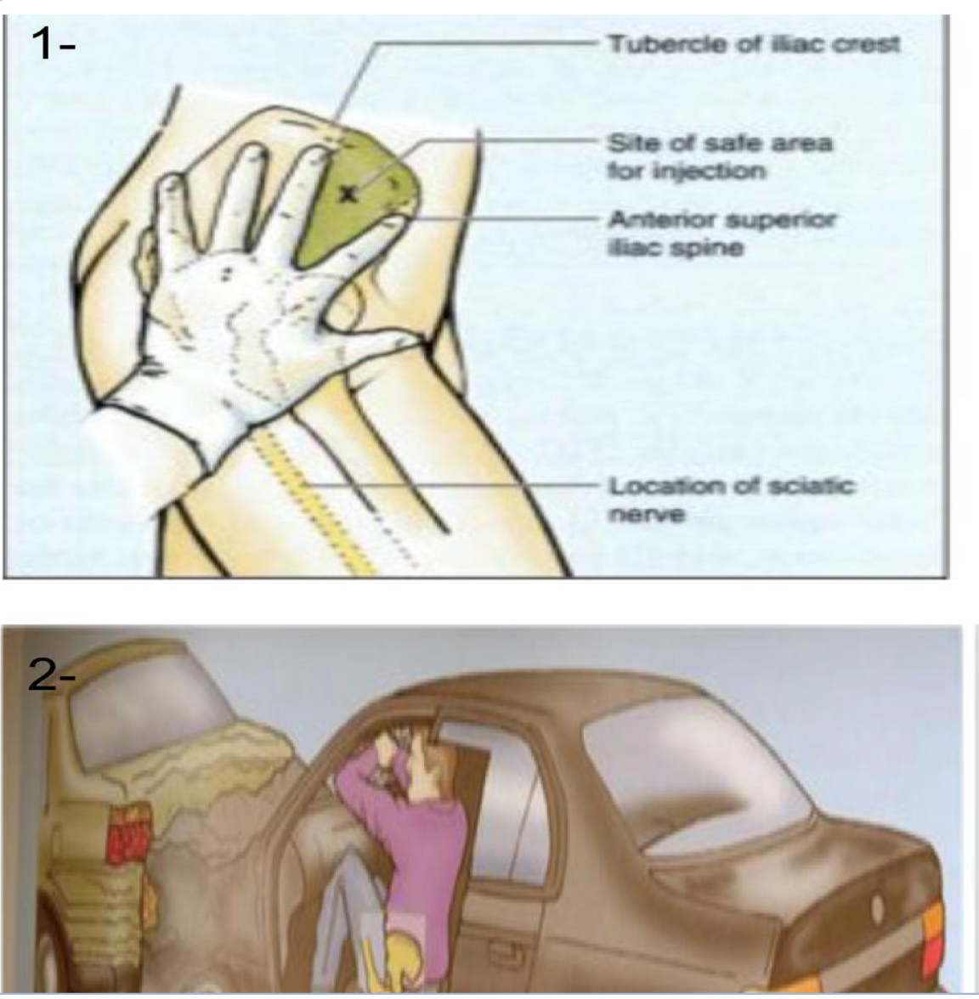 1-
Tubercle of iliac crest
Site of safe area
for injection
Anterior superior
iliac spine
Location of sciatic
nerve
2-